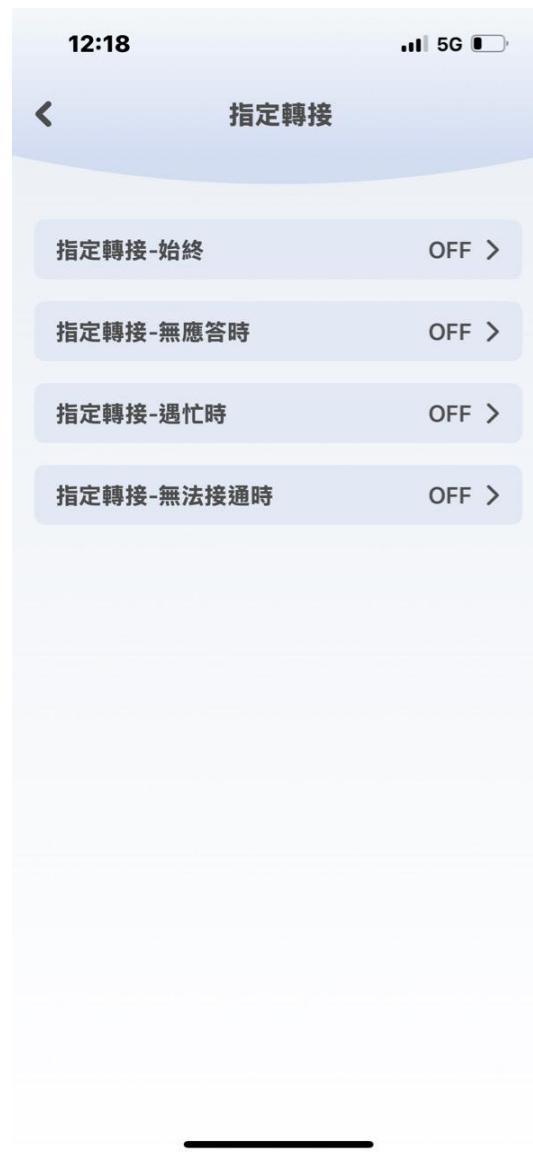 12:18 5G
指定轉接
指定轉接-始終 OFF
指定轉接-無應答時 OFF
指定轉接-遇忙時 OFF
指定轉接-無法接通時 OFF